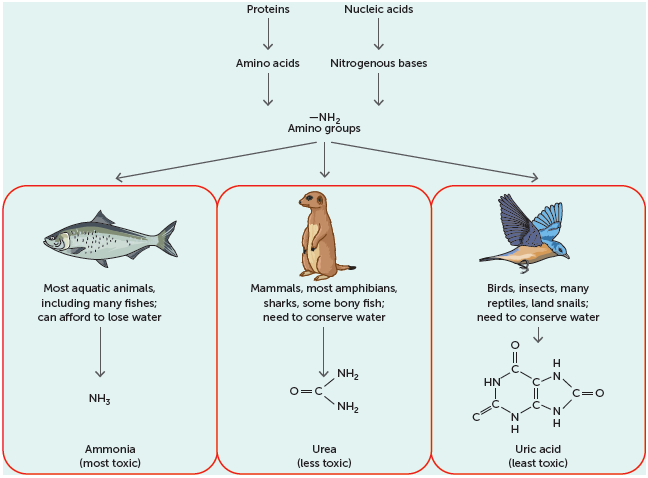 Proteins
Nucleic acids
Amino acids
Nitrogenous bases
—NH₂
Amino groups
Most aquatic animals,
including many fishes;
can afford to lose water
NH₃
Ammonia
(most toxic)
Mammals, most amphibians,
sharks, some bony fish;
need to conserve water
NH₂
O=C
NH₂
Urea
(less toxic)
Birds, insects, many
reptiles, land snails;
need to conserve water
O
C
H
N
HN
C
C=O
C
C
C
N
H
N
H
Uric acid
(least toxic)